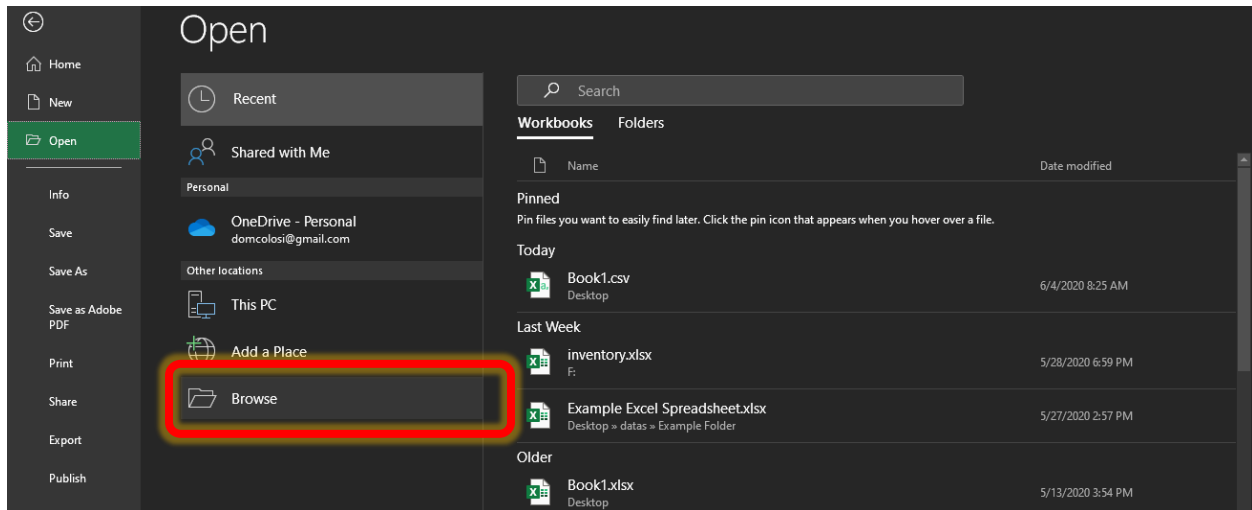 Open
Home
New
Open
Info
Save
Save As
Save as Adobe
PDF
Print
Share
Export
Publish
Recent
Shared with Me
Personal
OneDrive - Personal
domcolosi@gmail.com
Other locations
This PC
Add a Place
Browse
Search
Workbooks Folders
Name Date modified
Pinned
Pin files you want to easily find later. Click the pin icon that appears when you hover over a file.
Today
Book1.csv
Desktop
6/4/2020 8:25 AM
Last Week
inventory.xlsx
F:
5/28/2020 6:59 PM
Example Excel Spreadsheet.xlsx
Desktop » datas » Example Folder
5/27/2020 2:57 PM
Older
Book1.xlsx
Desktop
5/13/2020 3:54 PM